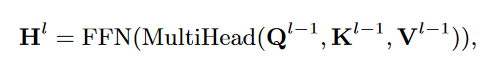 H^l = FFN(MultiHead(Q^{l−1}, K^{l−1}, V^{l−1})),